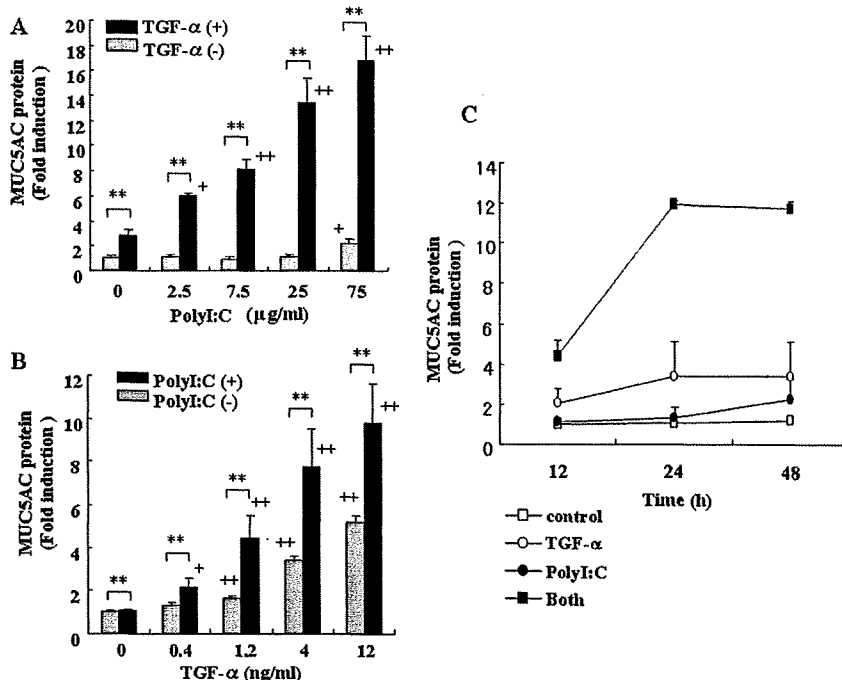 A
20
18
16
14
12
10
8
6
4
2
0
MUC5AC protein
(Fold induction)
TGF-α (+)
TGF-α (-)
**
**
+
**
++
**
++
**
+
++
0 2.5 7.5 25 75
PolyI:C (µg/ml)
B
12
10
8
6
4
2
0
MUC5AC protein
(Fold induction)
PolyI:C (+)
PolyI:C (-)
**
**
+
**
++
++
**
++
++
**
++
++
0 0.4 1.2 4 12
TGF-α (ng/ml)
C
14
12
10
8
6
4
2
0
MUC5AC protein
(Fold induction)
12 24 48
Time (h)
control
TGF-α
PolyI:C
Both